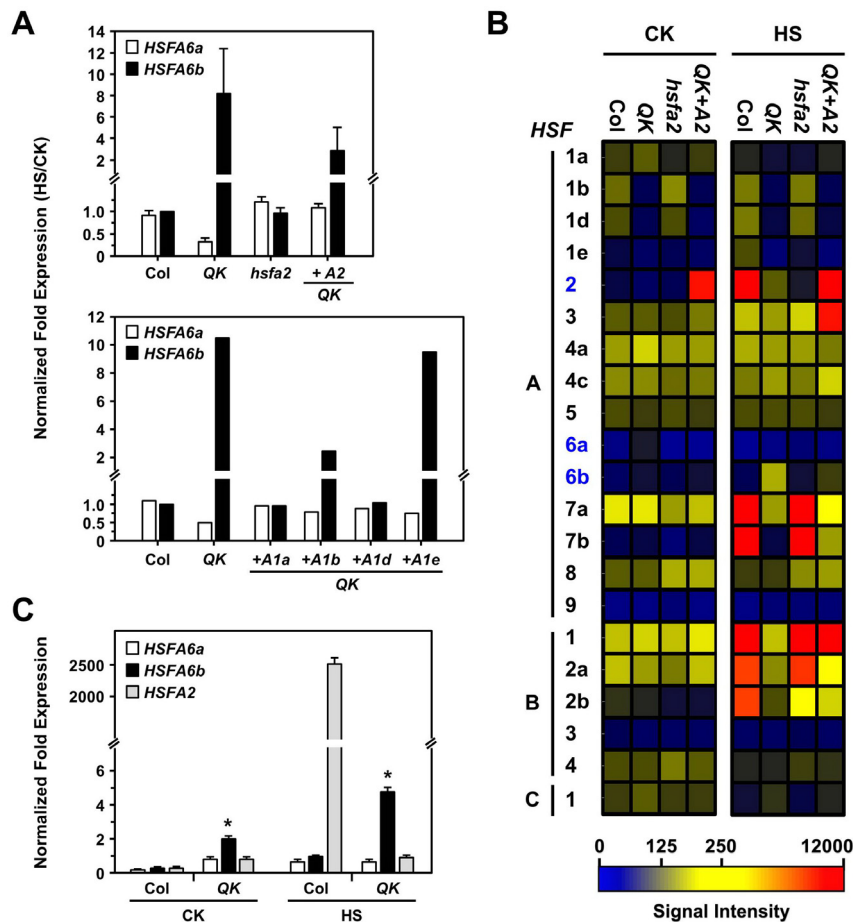 A
Normalized Fold Expression (HS/CK)
14
12
10
8
6
4
2
1.0
0.5
0
HSFA6a
HSFA6b
Col
QK
hsfa2
+ A2
QK
12
10
8
6
4
2
1.0
0.5
0
HSFA6a
HSFA6b
Col
QK
+A1a
+A1b
+A1d
+A1e
QK
B
CK
HS
HSF
Col
QK
hsfa2
QK+A2
Col
QK
hsfa2
QK+A2
A
1a
1b
1d
1e
2
3
4a
4c
5
6a
6b
7a
7b
8
9
B
1
2a
2b
3
4
C
1
0
125
250
12000
Signal Intensity
C
Normalized Fold Expression
2500
2000
6
4
2
0
HSFA6a
HSFA6b
HSFA2
*
*
Col
QK
Col
QK
CK
HS